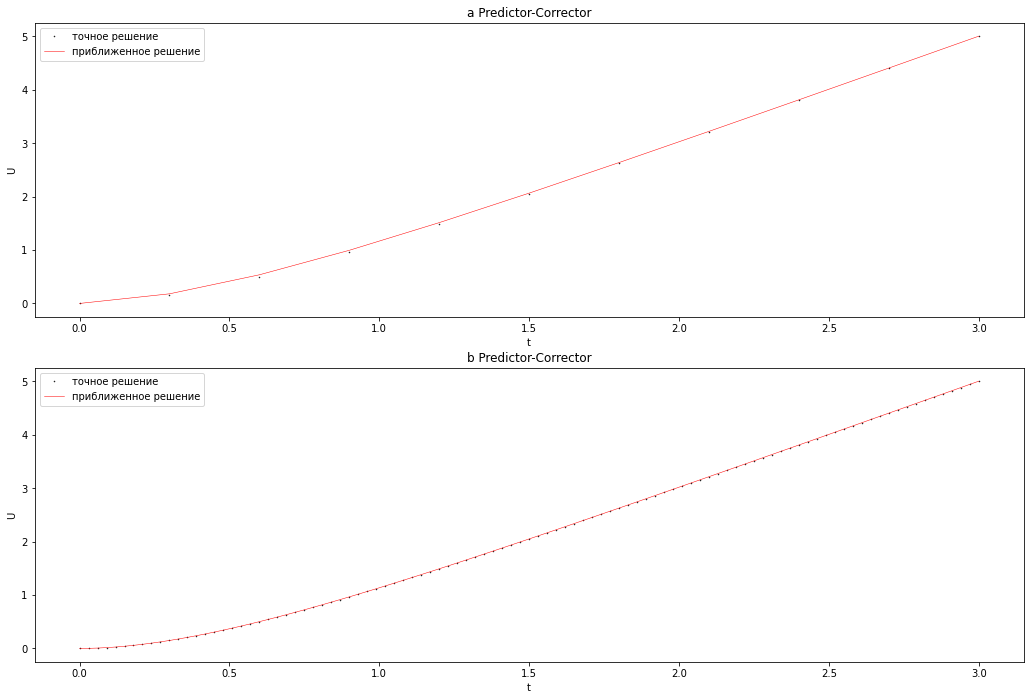 a Predictor-Corrector
точное решение
приближенное решение
5
4
3
2
1
0
U
0.0 0.5 1.0 1.5 2.0 2.5 3.0
t
b Predictor-Corrector
точное решение
приближенное решение
5
4
3
2
1
0
U
0.0 0.5 1.0 1.5 2.0 2.5 3.0
t